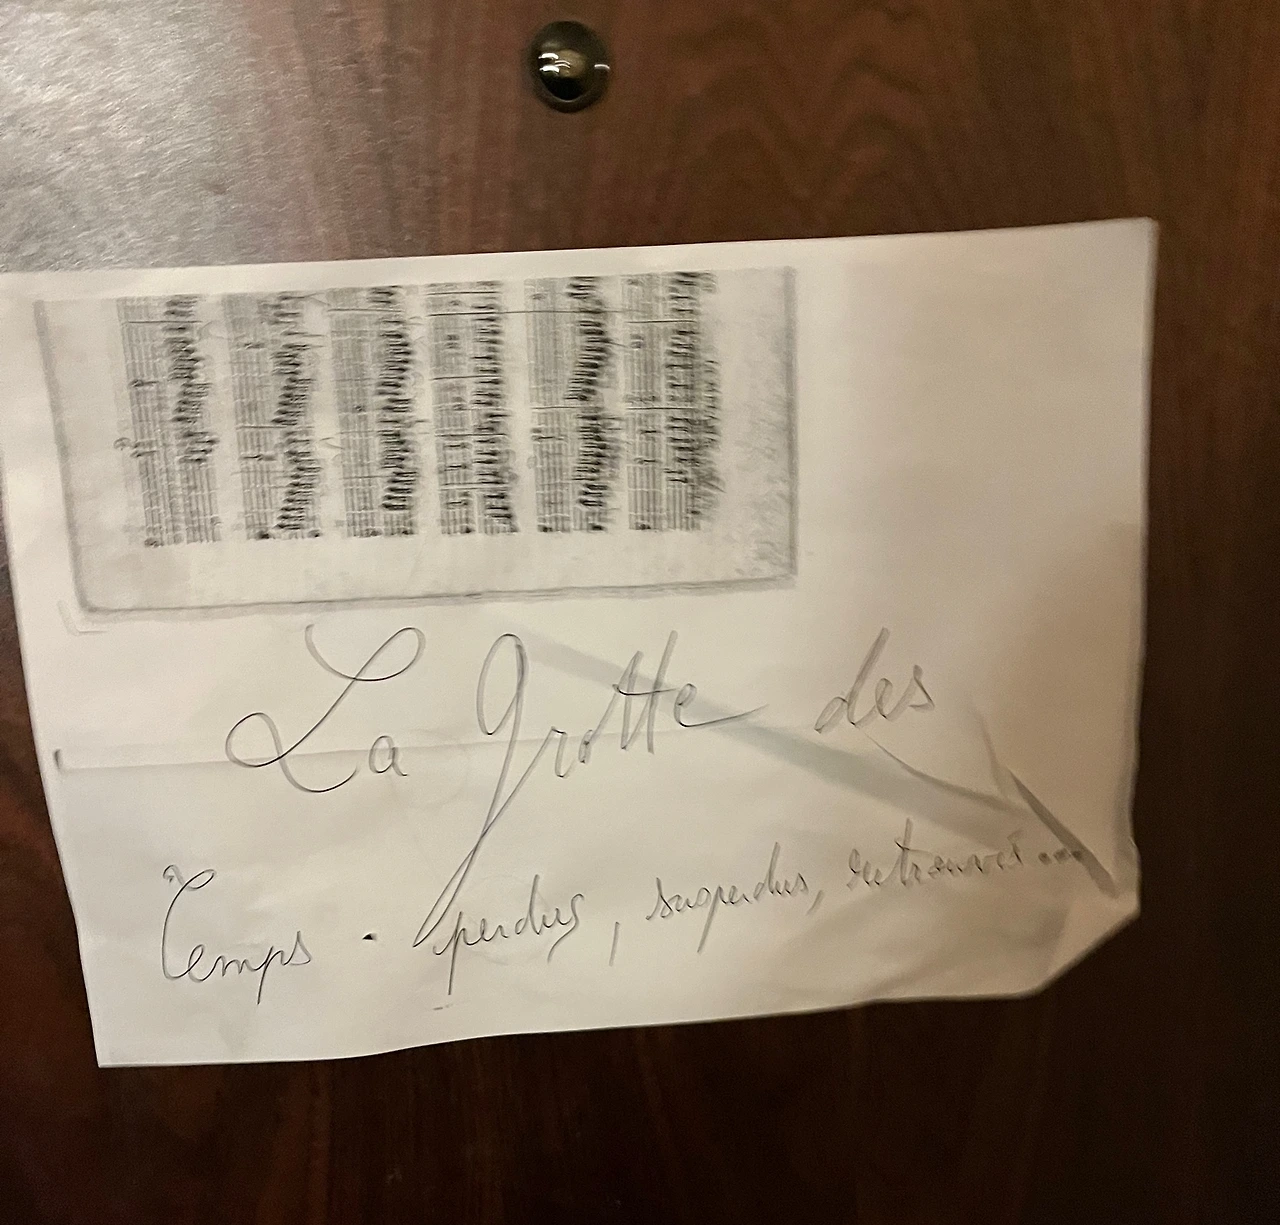 La grotte des
Temps. perdus, suspendus, retrouvés...